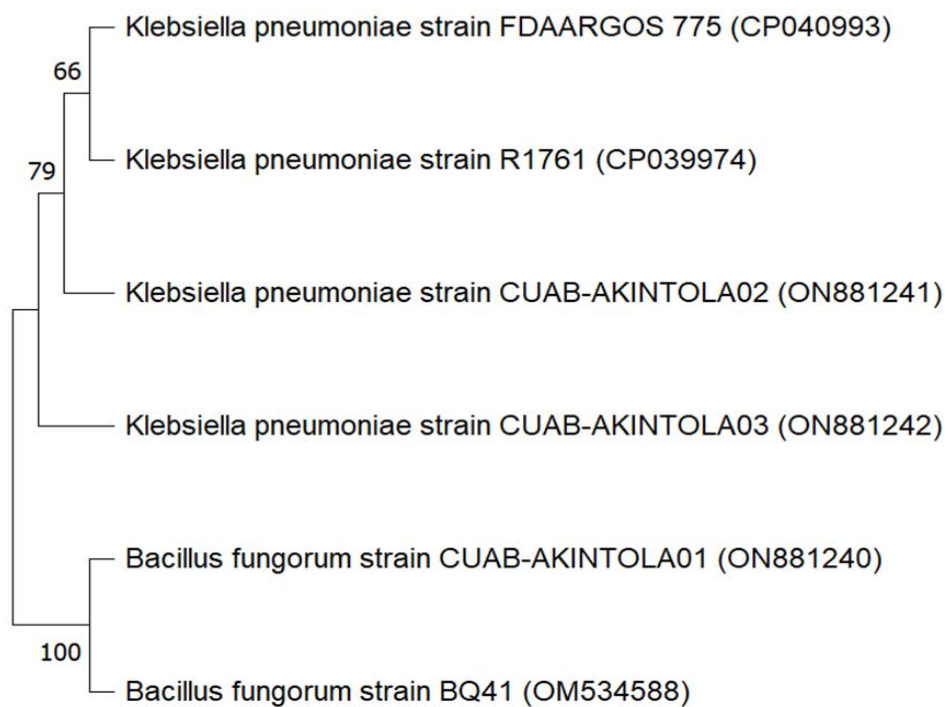 Klebsiella pneumoniae strain FDAARGOS 775 (CP040993)
66
Klebsiella pneumoniae strain R1761 (CP039974)
79
Klebsiella pneumoniae strain CUAB-AKINTOLA02 (ON881241)
Klebsiella pneumoniae strain CUAB-AKINTOLA03 (ON881242)
Bacillus fungorum strain CUAB-AKINTOLA01 (ON881240)
100
Bacillus fungorum strain BQ41 (OM534588)